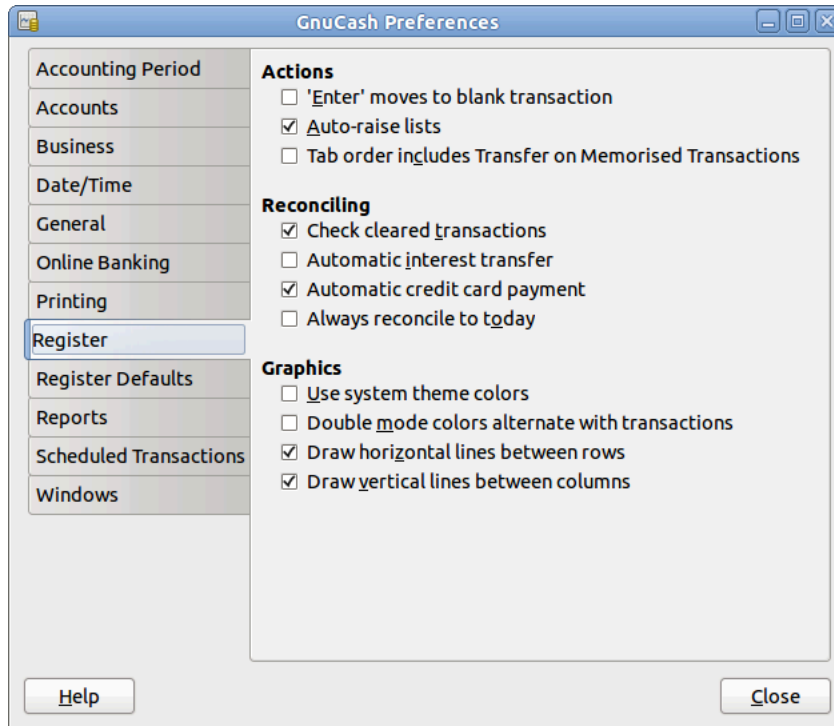 GnuCash Preferences
Accounting Period
Accounts
Business
Date/Time
General
Online Banking
Printing
Register
Register Defaults
Reports
Scheduled Transactions
Windows
Actions
'Enter' moves to blank transaction
Auto-raise lists
Tab order includes Transfer on Memorised Transactions
Reconciling
Check cleared transactions
Automatic interest transfer
Automatic credit card payment
Always reconcile to today
Graphics
Use system theme colors
Double mode colors alternate with transactions
Draw horizontal lines between rows
Draw vertical lines between columns
Help
Close